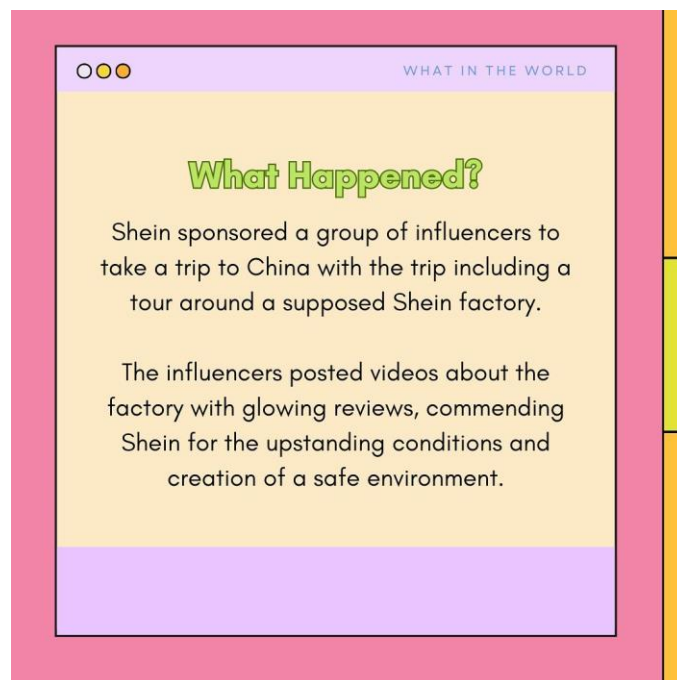 WHAT IN THE WORLD
What Happened?
Shein sponsored a group of influencers to
take a trip to China with the trip including a
tour around a supposed Shein factory.
The influencers posted videos about the
factory with glowing reviews, commending
Shein for the upstanding conditions and
creation of a safe environment.